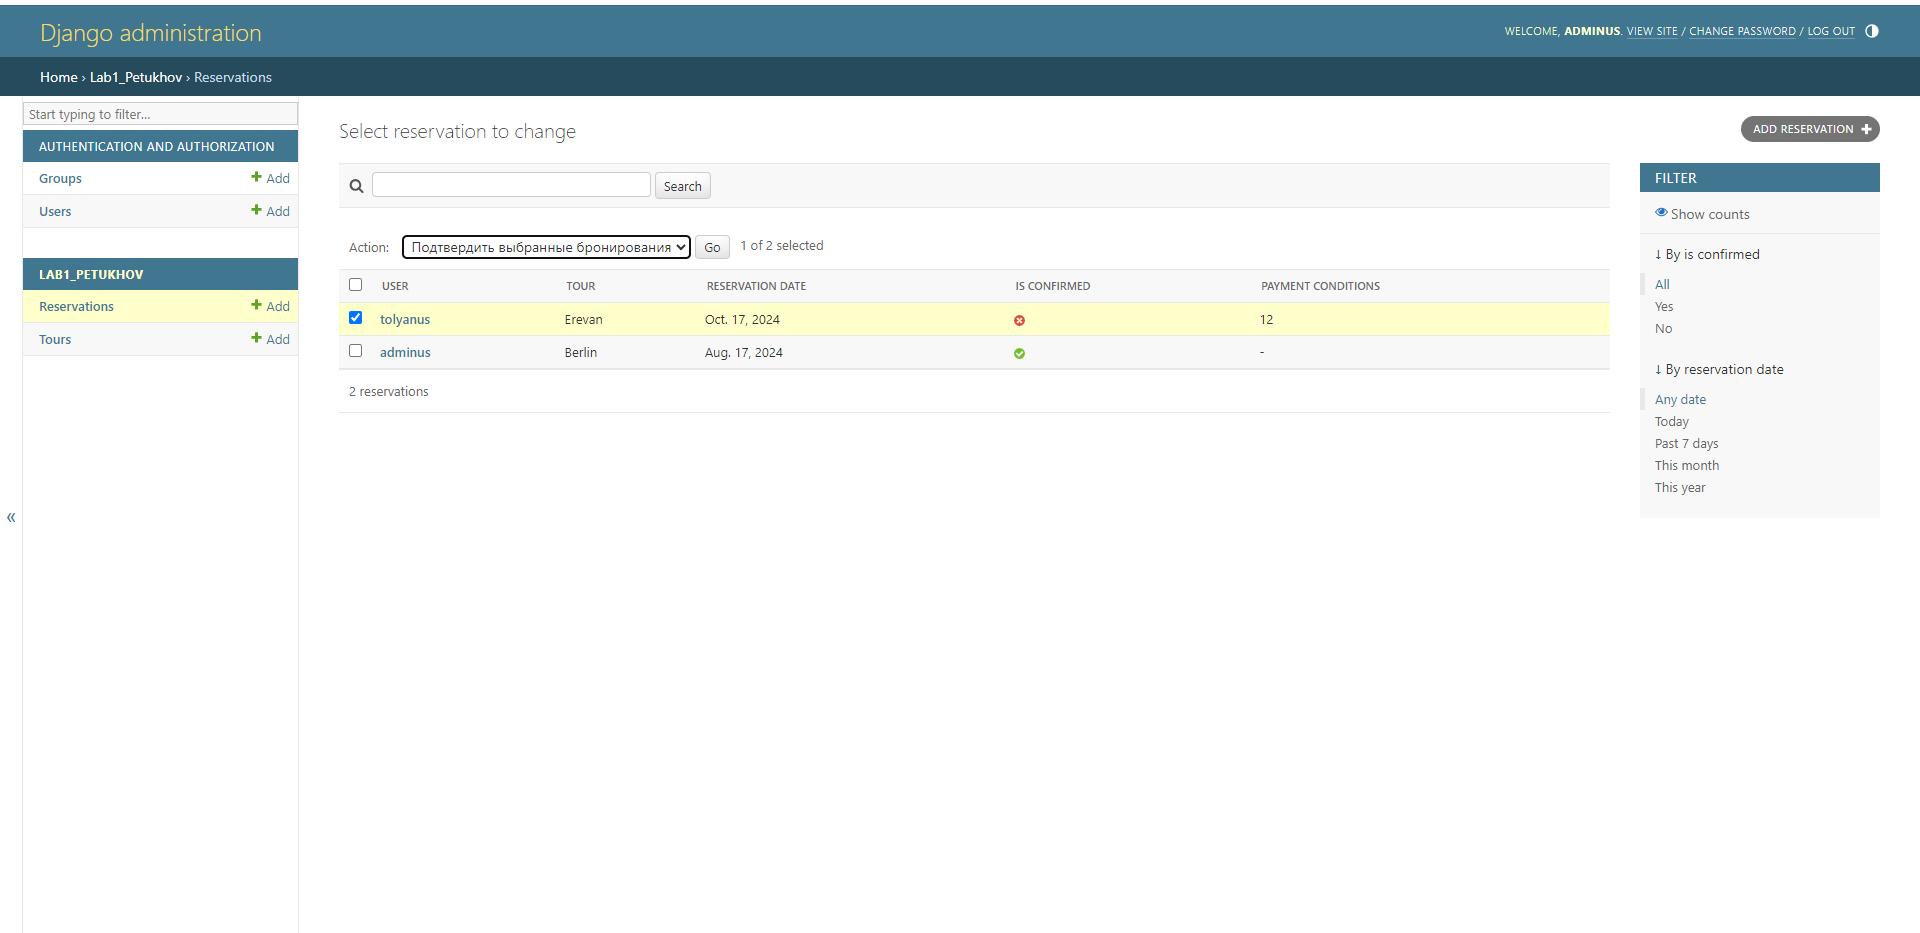 Django administration
WELCOME, ADMINUS. VIEW SITE / CHANGE PASSWORD / LOG OUT
Home › Lab1_Petukhov › Reservations
Start typing to filter...
AUTHENTICATION AND AUTHORIZATION
Groups Add
Users Add
LAB1_PETUKHOV
Reservations Add
Tours Add
«
Select reservation to change
ADD RESERVATION
Search
Action: Подтвердить выбранные бронирования Go 1 of 2 selected
USER TOUR RESERVATION DATE IS CONFIRMED PAYMENT CONDITIONS
tolyanus Erevan Oct. 17, 2024 12
adminus Berlin Aug. 17, 2024 -
2 reservations
FILTER
Show counts
↓ By is confirmed
All
Yes
No
↓ By reservation date
Any date
Today
Past 7 days
This month
This year